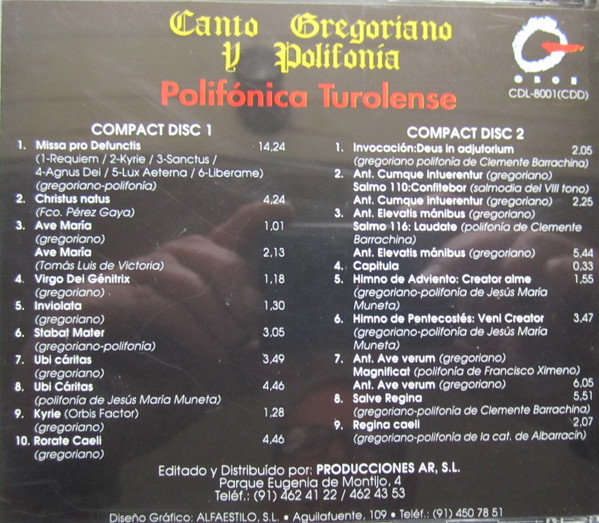 Canto Gregoriano
Y Polifonía
Polifónica Turolense
OROS
CDL-8001(CDD)
COMPACT DISC 1
1. Missa pro Defunctis 14,24
(1-Requiem / 2-Kyrie / 3-Sanctus /
4-Agnus Dei / 5-Lux Aeterna / 6-Liberame)
(gregoriano-polifonía)
2. Christus natus 4,24
(Fco. Pérez Gaya)
3. Ave María 1,01
(gregoriano)
Ave María 2,13
(Tomás Luis de Victoria)
4. Virgo Dei Génitrix 1,18
(gregoriano)
5. Inviolata 1,30
(gregoriano)
6. Stabat Mater 3,05
(gregoriano-polifonía)
7. Ubi cáritas 3,49
(gregoriano)
8. Ubi Cáritas 4,46
(polifonía de Jesús María Muneta)
9. Kyrie (Orbis Factor) 1,28
(gregoriano)
10. Rorate Caeli 4,46
(gregoriano)
COMPACT DISC 2
1. Invocación:Deus in adjutorium 2,05
(gregoriano polifonía de Clemente Barrachina)
2. Ant. Cumque intuerentur (gregoriano)
Salmo 110:Confitebor (salmodia del VIII tono)
Ant. Cumque intuerentur (gregoriano) 2,25
3. Ant. Elevatis mánibus (gregoriano)
Salmo 116: Laudate (polifonía de Clemente
Barrachina)
Ant. Elevatis mánibus (gregoriano) 5,44
4. Capitula 0,33
5. Himno de Adviento: Creator alme 1,55
(gregoriano-polifonía de Jesús María
Muneta)
6. Himno de Pentecostés: Veni Creator 3,47
(gregoriano-polifonía de Jesús María
Muneta)
7. Ant. Ave verum (gregoriano)
Magnificat (polifonía de Francisco Ximeno)
Ant. Ave verum (gregoriano) 6,05
8. Salve Regina 5,51
(gregoriano-polifonía de Clemente Barrachina)
9. Regina caeli 2,07
(gregoriano-polifonía de la cat. de Albarracín)
Editado y Distribuído por: PRODUCCIONES AR, S.L.
Parque Eugenia de Montijo, 4
Teléf.: (91) 462 41 22 / 462 43 53
Diseño Gráfico: ALFAESTILO, S.L. • Aguilafuente, 109 • Teléf.: (91) 450 78 51